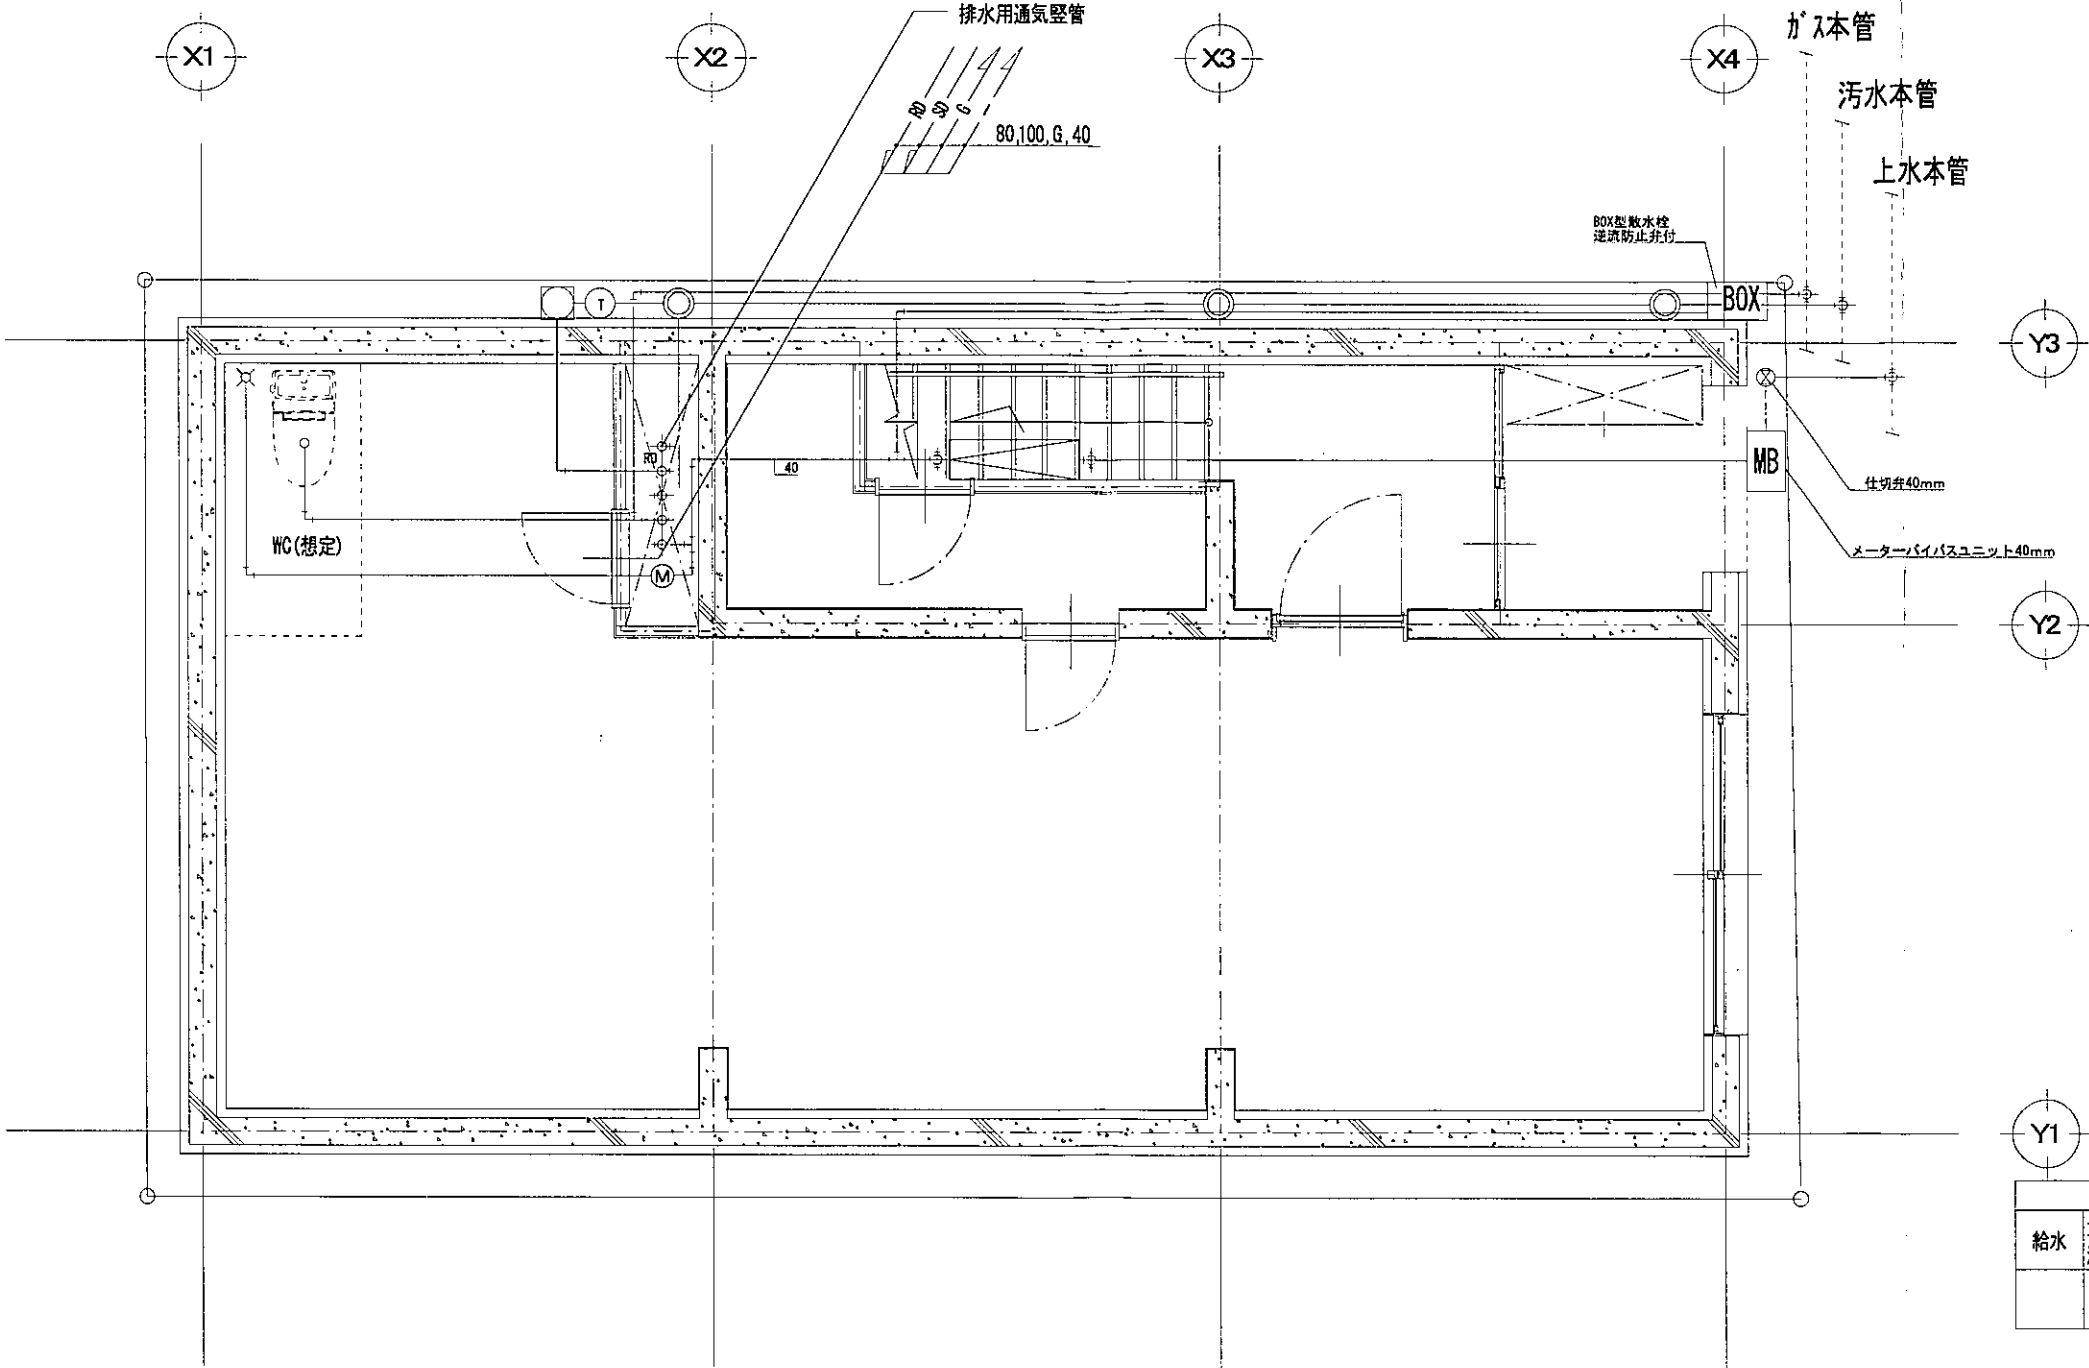 排水用通気竪管
X1
X2
X3
X4
ガス本管
汚水本管
上水本管
RD
SD
G
80,100,G,40
BOX型散水栓
逆流防止弁付
BOX
T
Y3
RD
40
MB
仕切弁40mm
WC(想定)
メーターバイパスユニット40mm
M
Y2
Y1
給水